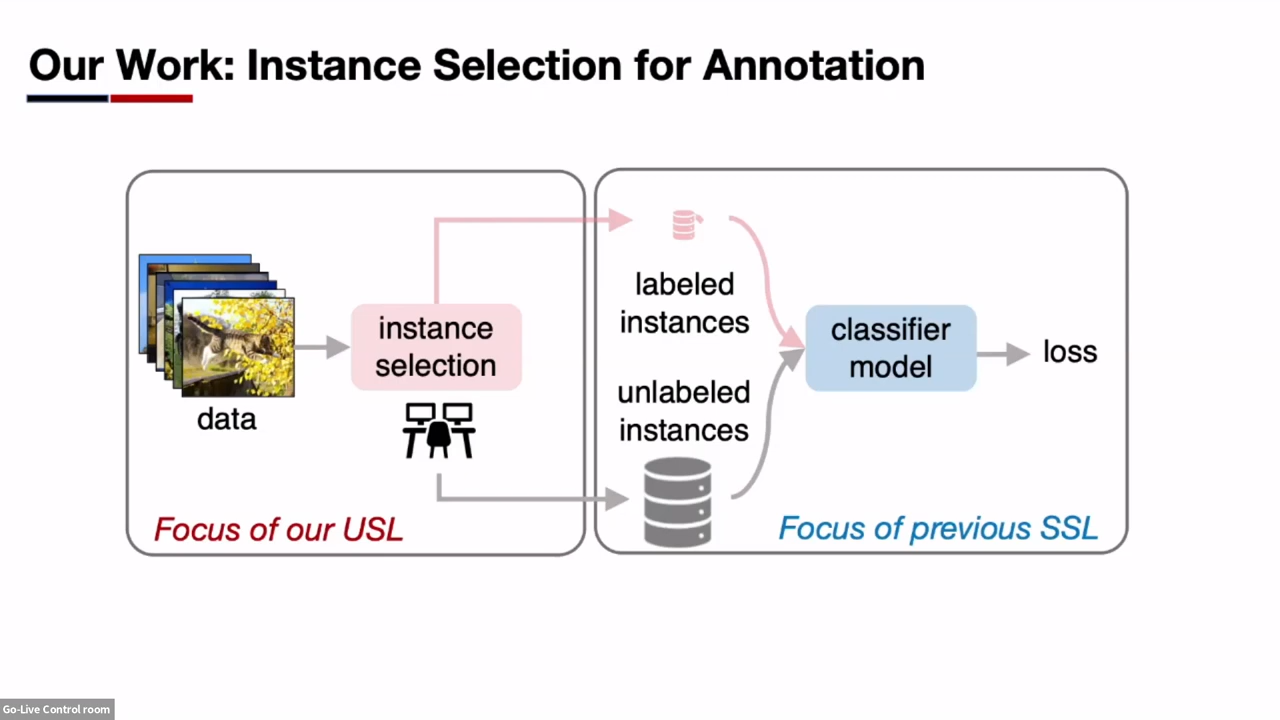 Our Work: Instance Selection for Annotation
data
instance
selection
Focus of our USL
labeled
instances
unlabeled
instances
classifier
model
loss
Focus of previous SSL
Go-Live Control room